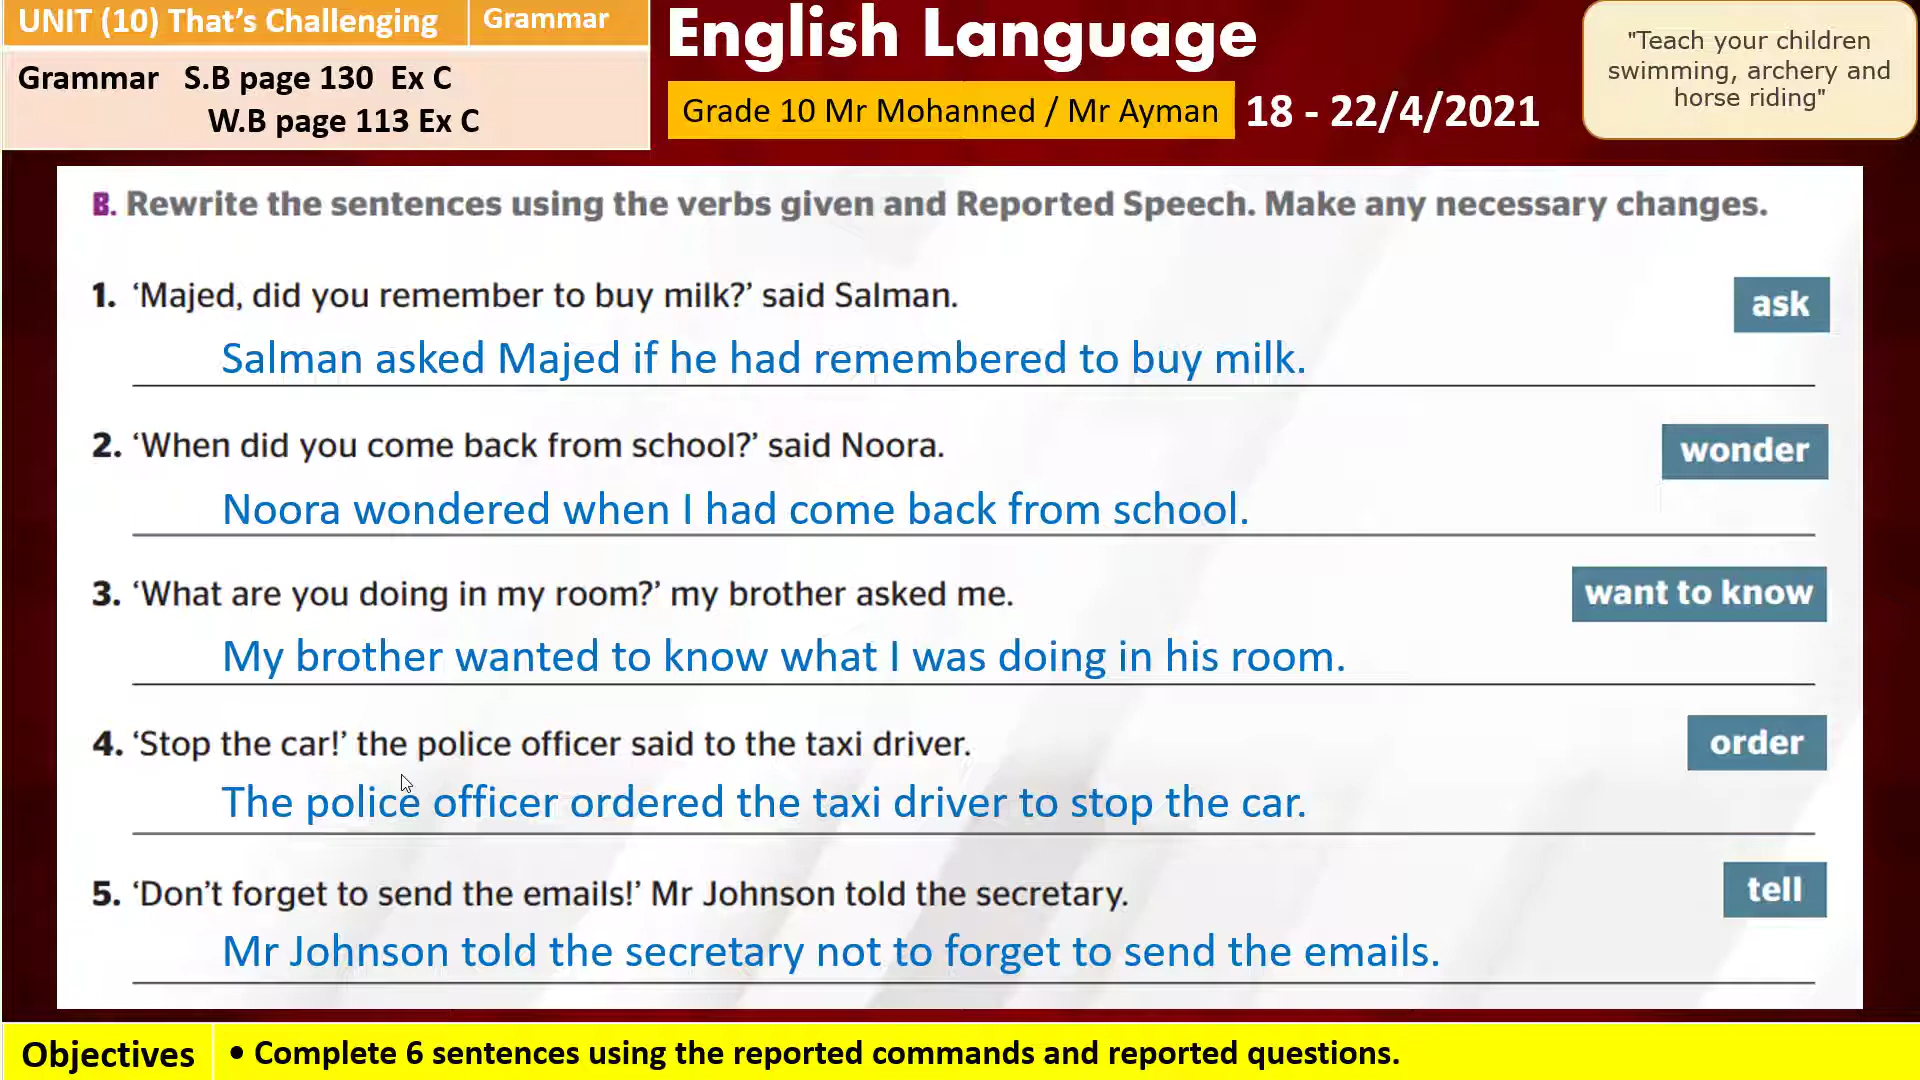 UNIT (10) That’s Challenging
Grammar
Grammar S.B page 130 Ex C
W.B page 113 Ex C
English Language
Grade 10 Mr Mohanned / Mr Ayman
18 - 22/4/2021
"Teach your children
swimming, archery and
horse riding"
B. Rewrite the sentences using the verbs given and Reported Speech. Make any necessary changes.
1. ‘Majed, did you remember to buy milk?’ said Salman.
ask
Salman asked Majed if he had remembered to buy milk.
2. ‘When did you come back from school?’ said Noora.
wonder
Noora wondered when I had come back from school.
3. ‘What are you doing in my room?’ my brother asked me.
want to know
My brother wanted to know what I was doing in his room.
4. ‘Stop the car!’ the police officer said to the taxi driver.
order
The police officer ordered the taxi driver to stop the car.
5. ‘Don’t forget to send the emails!’ Mr Johnson told the secretary.
tell
Mr Johnson told the secretary not to forget to send the emails.
Objectives
• Complete 6 sentences using the reported commands and reported questions.